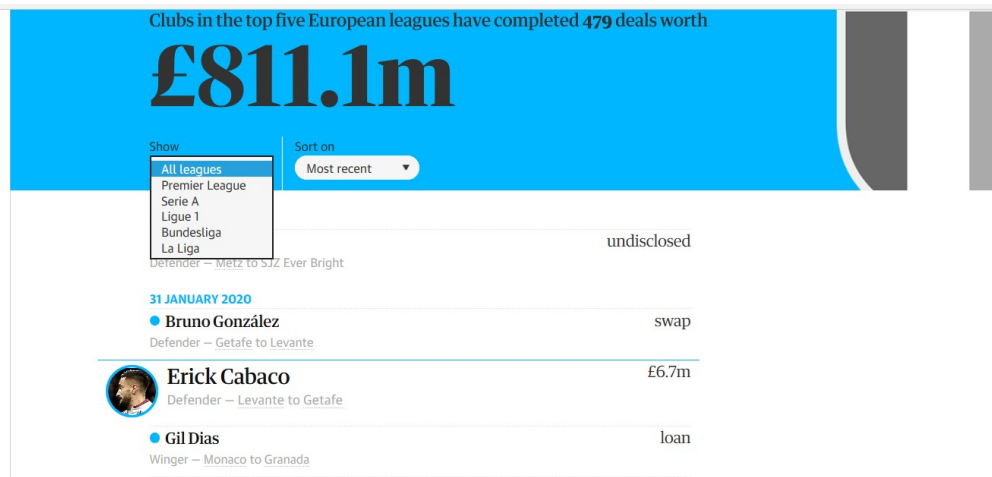 Clubs in the top five European leagues have completed 479 deals worth
£811.1m
Show
Sort on
All leagues
Premier League
Serie A
Ligue 1
Bundesliga
La Liga
Most recent
undisclosed
Defender — Metz to SJZ Ever Bright
31 JANUARY 2020
Bruno González
swap
Defender — Getafe to Levante
Erick Cabaco
£6.7m
Defender — Levante to Getafe
Gil Dias
loan
Winger — Monaco to Granada